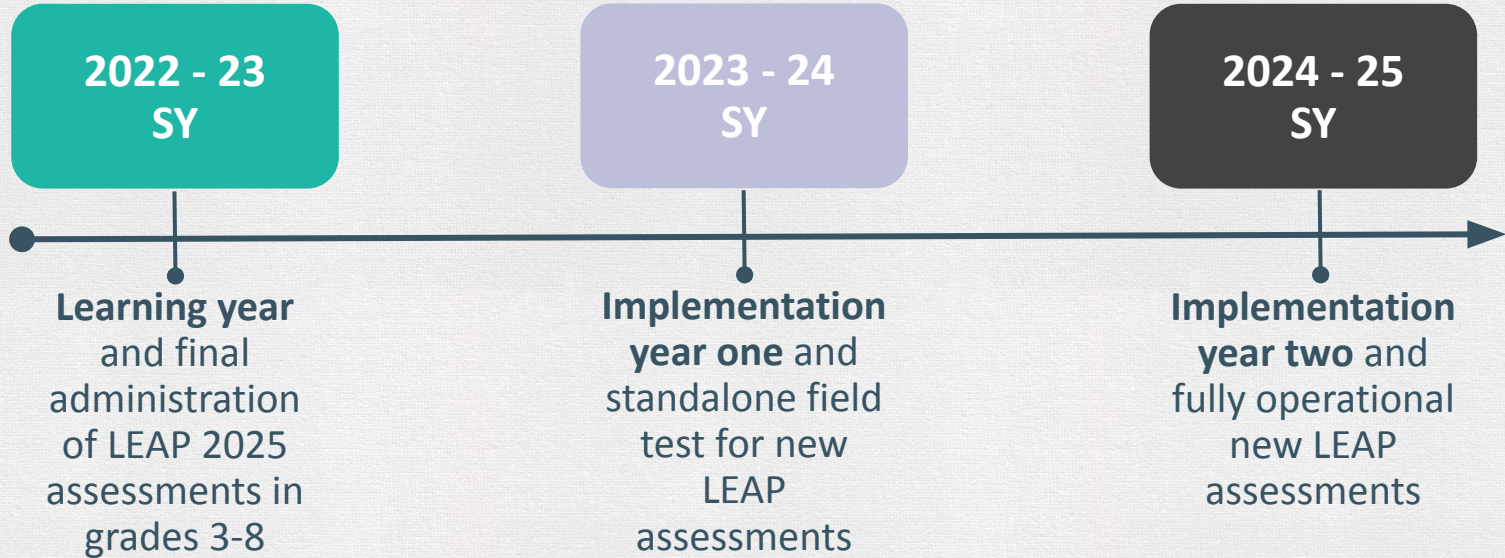 2022 - 23
SY
2023 - 24
SY
2024 - 25
SY
Learning year
and final
administration
of LEAP 2025
assessments in
grades 3-8
Implementation
year one and
standalone field
test for new
LEAP
assessments
Implementation
year two and
fully operational
new LEAP
assessments